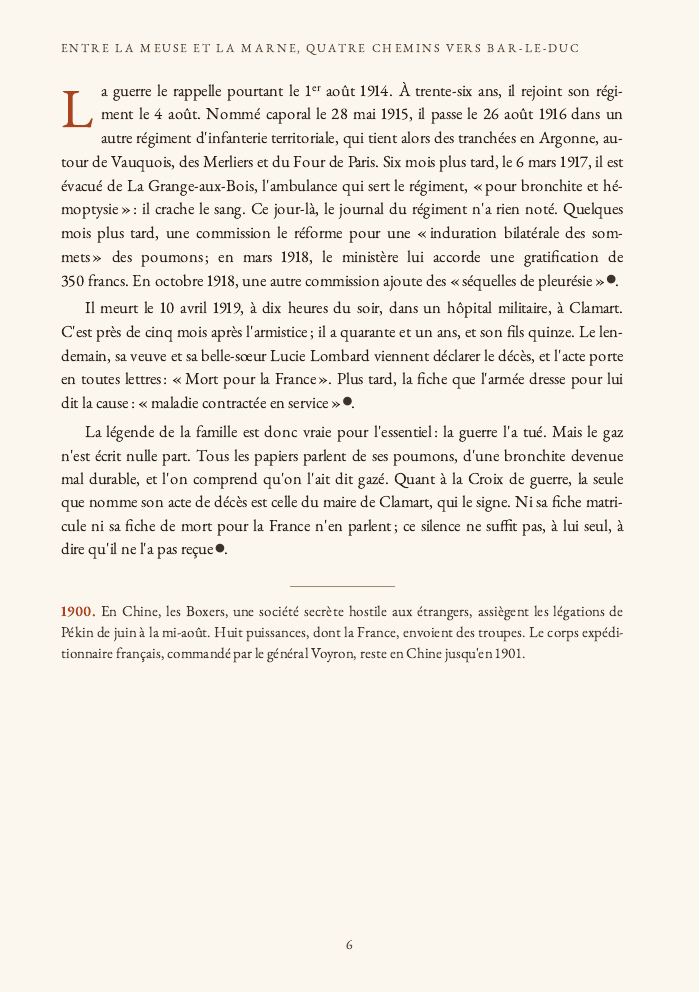 ENTRE LA MEUSE ET LA MARNE, QUATRE CHEMINS VERS BAR-LE-DUC
La guerre le rappelle pourtant le 1er août 1914. À trente-six ans, il rejoint son régi-
ment le 4 août. Nommé caporal le 28 mai 1915, il passe le 26 août 1916 dans un
autre régiment d'infanterie territoriale, qui tient alors des tranchées en Argonne, au-
tour de Vauquois, des Merliers et du Four de Paris. Six mois plus tard, le 6 mars 1917, il est
évacué de La Grange-aux-Bois, l'ambulance qui sert le régiment, « pour bronchite et hé-
moptysie » : il crache le sang. Ce jour-là, le journal du régiment n'a rien noté. Quelques
mois plus tard, une commission le réforme pour une « induration bilatérale des som-
mets » des poumons ; en mars 1918, le ministère lui accorde une gratification de
350 francs. En octobre 1918, une autre commission ajoute des « séquelles de pleurésie » ●.
Il meurt le 10 avril 1919, à dix heures du soir, dans un hôpital militaire, à Clamart.
C'est près de cinq mois après l'armistice ; il a quarante et un ans, et son fils quinze. Le len-
demain, sa veuve et sa belle-sœur Lucie Lombard viennent déclarer le décès, et l'acte porte
en toutes lettres : « Mort pour la France ». Plus tard, la fiche que l'armée dresse pour lui
dit la cause : « maladie contractée en service » ●.
La légende de la famille est donc vraie pour l'essentiel : la guerre l'a tué. Mais le gaz
n'est écrit nulle part. Tous les papiers parlent de ses poumons, d'une bronchite devenue
mal durable, et l'on comprend qu'on l'ait dit gazé. Quant à la Croix de guerre, la seule
que nomme son acte de décès est celle du maire de Clamart, qui le signe. Ni sa fiche matri-
cule ni sa fiche de mort pour la France n'en parlent ; ce silence ne suffit pas, à lui seul, à
dire qu'il ne l'a pas reçue ●.
1900. En Chine, les Boxers, une société secrète hostile aux étrangers, assiègent les légations de
Pékin de juin à la mi-août. Huit puissances, dont la France, envoient des troupes. Le corps expédi-
tionnaire français, commandé par le général Voyron, reste en Chine jusqu'en 1901.
6